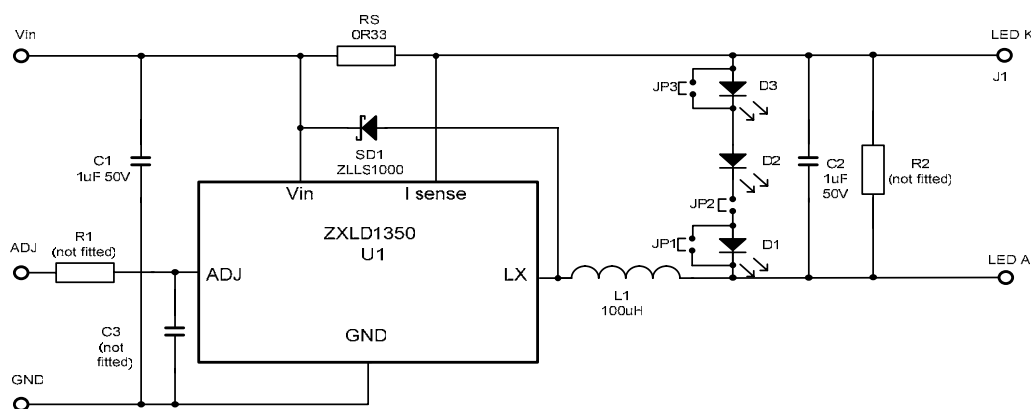 Vin
RS
0R33
LED K
J1
JP3
D3
C1
1uF 50V
SD1
ZLLS1000
D2
C2
1uF
50V
R2
(not fitted)
Vin
I sense
JP2
ZXLD1350
U1
JP1
D1
ADJ
R1
(not fitted)
ADJ
LX
LED A
L1
100uH
C3
(not
fitted)
GND
GND